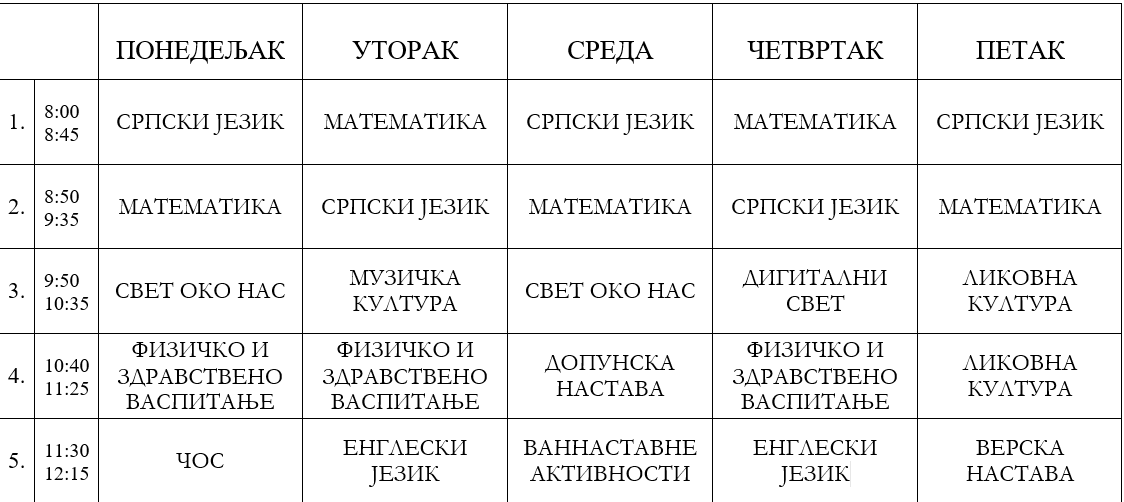 ПОНЕДЕЉАК УТОРАК СРЕДА ЧЕТВРТАК ПЕТАК
1. 8:00
8:45 СРПСКИ ЈЕЗИК МАТЕМАТИКА СРПСКИ ЈЕЗИК МАТЕМАТИКА СРПСКИ ЈЕЗИК
2. 8:50
9:35 МАТЕМАТИКА СРПСКИ ЈЕЗИК МАТЕМАТИКА СРПСКИ ЈЕЗИК МАТЕМАТИКА
3. 9:50
10:35 СВЕТ ОКО НАС МУЗИЧКА
КУЛТУРА СВЕТ ОКО НАС ДИГИТАЛНИ
СВЕТ ЛИКОВНА
КУЛТУРА
4. 10:40
11:25 ФИЗИЧКО И
ЗДРАВСТВЕНО
ВАСПИТАЊЕ ФИЗИЧКО И
ЗДРАВСТВЕНО
ВАСПИТАЊЕ ДОПУНСКА
НАСТАВА ФИЗИЧКО И
ЗДРАВСТВЕНО
ВАСПИТАЊЕ ЛИКОВНА
КУЛТУРА
5. 11:30
12:15 ЧОС ЕНГЛЕСКИ
ЈЕЗИК ВАННАСТАВНЕ
АКТИВНОСТИ ЕНГЛЕСКИ
ЈЕЗИК ВЕРСКА
НАСТАВА